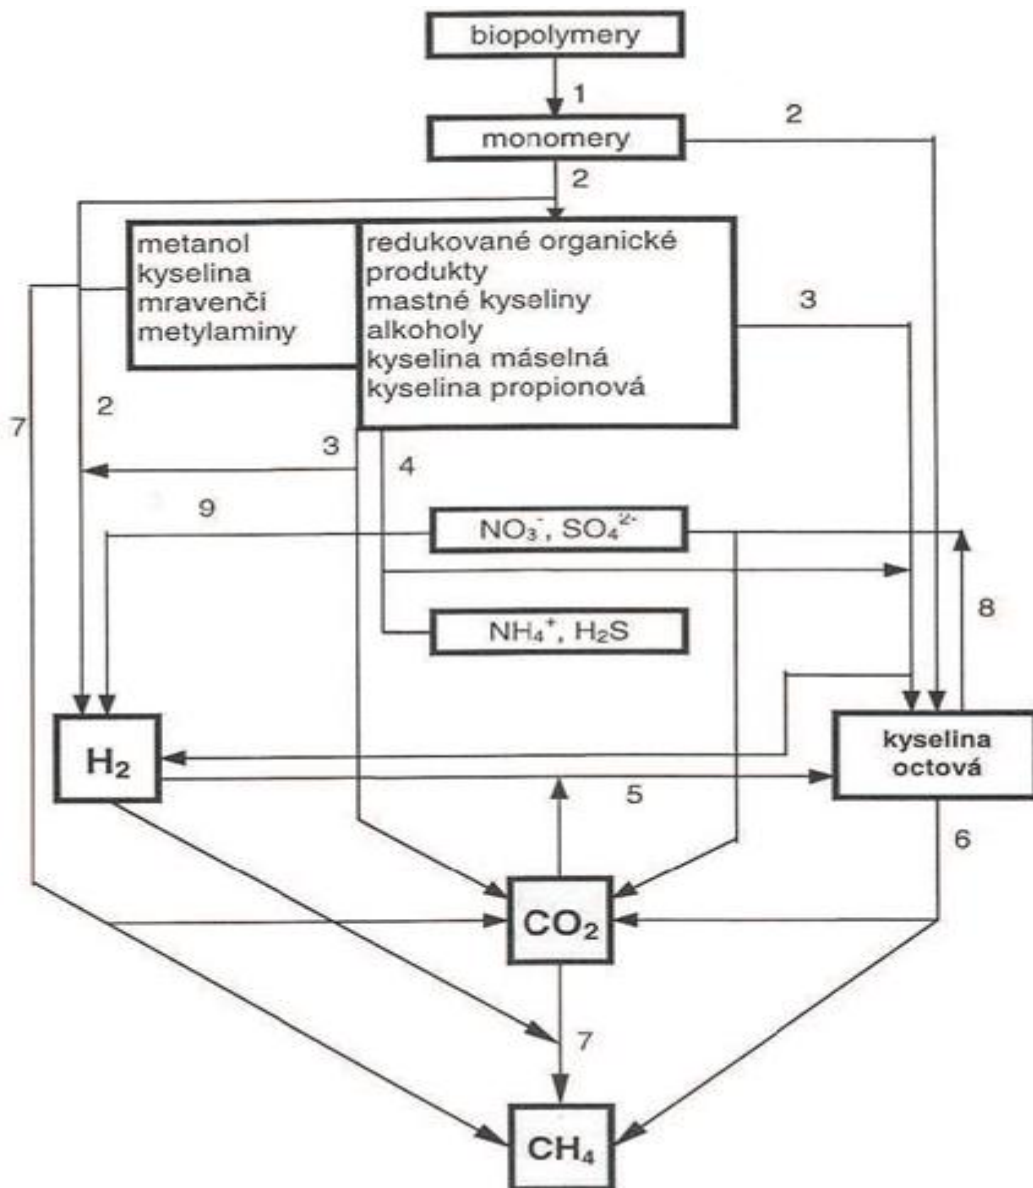 biopolymery
1
monomery
2
2
metanol
kyselina
mravenčí
metylaminy
redukované organické
produkty
mastné kyseliny
alkoholy
kyselina máselná
kyselina propionová
3
7
2
3
4
9
NO₃⁻, SO₄²⁻
NH₄⁺, H₂S
8
H₂
kyselina
octová
5
6
CO₂
7
CH₄